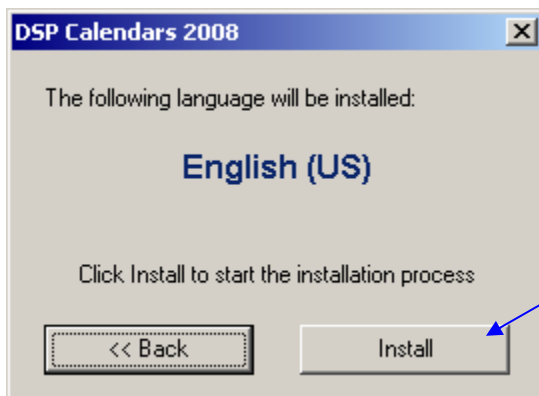 DSP Calendars 2008
The following language will be installed:
English (US)
Click Install to start the installation process
<< Back
Install